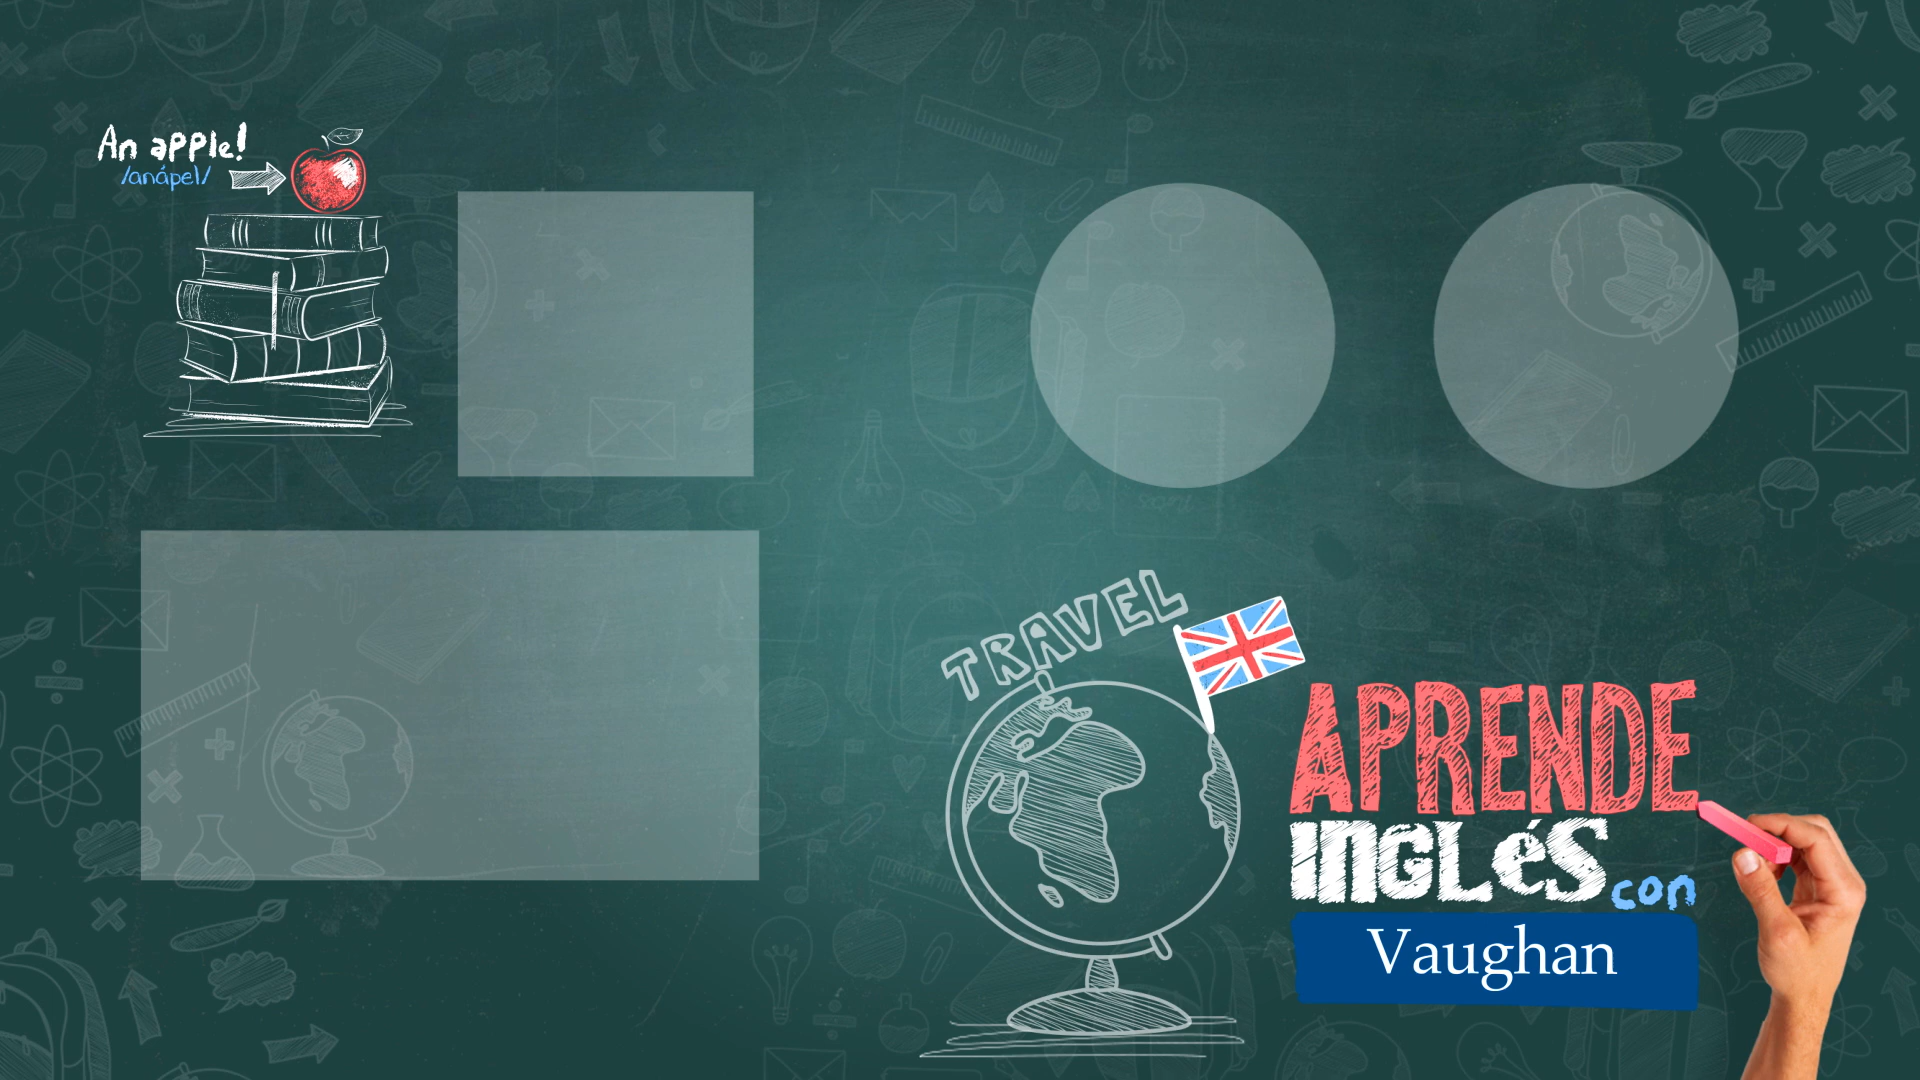 An apple!
/anápel/
TRAVEL
APRENDE
INGLéS con
Vaughan